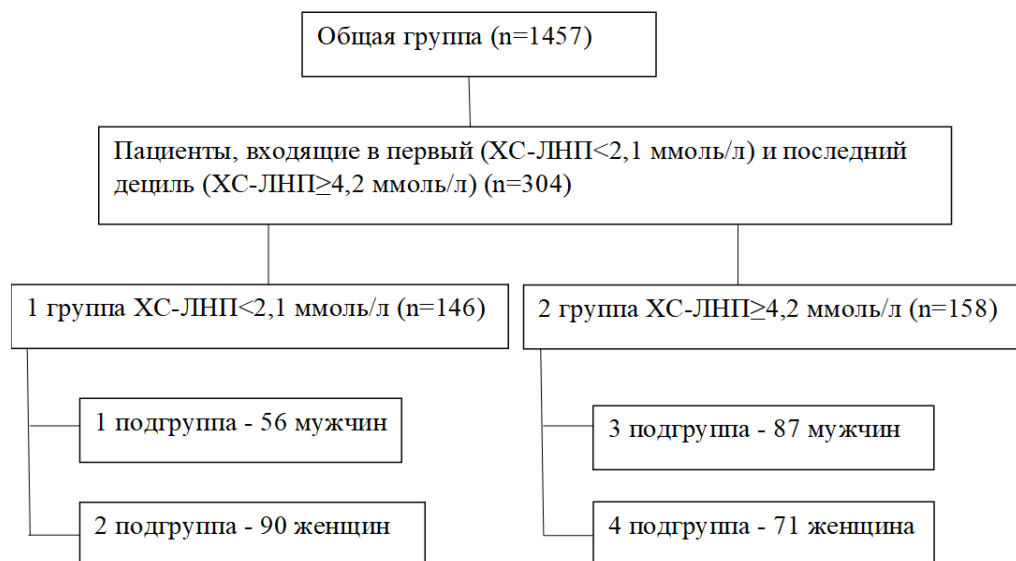 Общая группа (n=1457)
Пациенты, входящие в первый (ХС-ЛНП<2,1 ммоль/л) и последний
дециль (ХС-ЛНП≥4,2 ммоль/л) (n=304)
1 группа ХС-ЛНП<2,1 ммоль/л (n=146)
2 группа ХС-ЛНП≥4,2 ммоль/л (n=158)
1 подгруппа - 56 мужчин
2 подгруппа - 90 женщин
3 подгруппа - 87 мужчин
4 подгруппа - 71 женщина